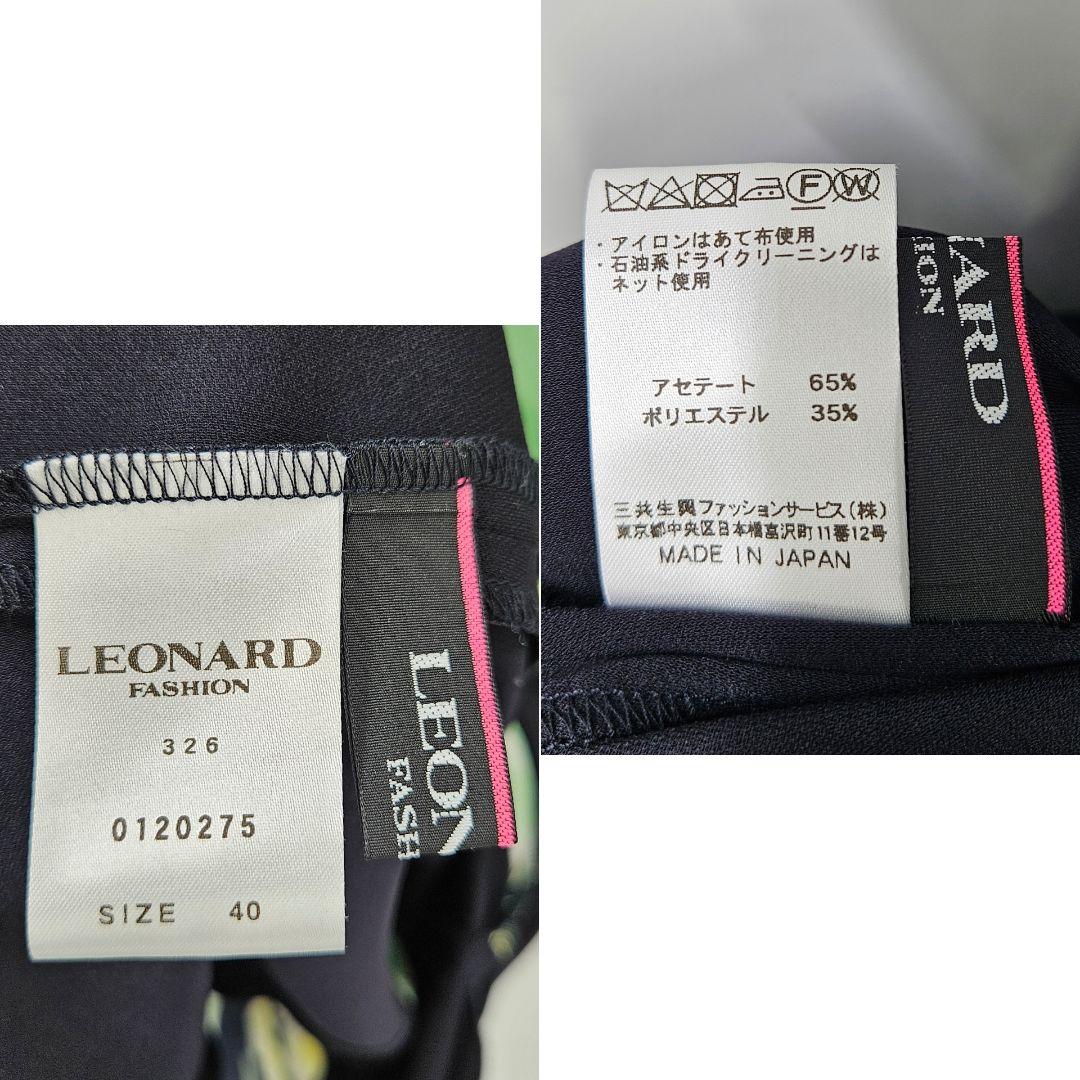 LEONARD
FASHION
326
0120275
SIZE 40
LEON
FASH
F W
・アイロンはあて布使用
・石油系ドライクリーニングは
ネット使用
アセテート 65%
ポリエステル 35%
三共生興ファッションサービス(株)
東京都中央区日本橋富沢町11番12号
MADE IN JAPAN
NARD
HION